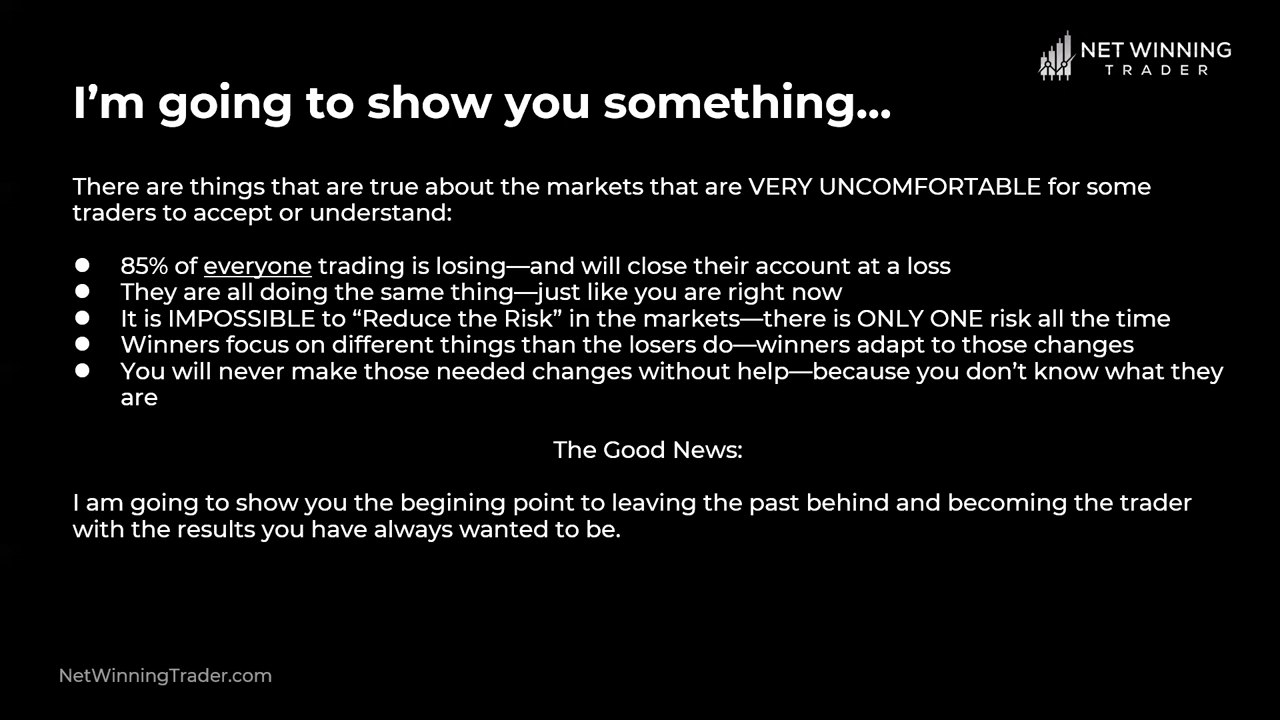 NET WINNING
TRADER
I’m going to show you something...
There are things that are true about the markets that are VERY UNCOMFORTABLE for some
traders to accept or understand:
● 85% of everyone trading is losing—and will close their account at a loss
● They are all doing the same thing—just like you are right now
● It is IMPOSSIBLE to “Reduce the Risk” in the markets—there is ONLY ONE risk all the time
● Winners focus on different things than the losers do—winners adapt to those changes
● You will never make those needed changes without help—because you don’t know what they
are
The Good News:
I am going to show you the begining point to leaving the past behind and becoming the trader
with the results you have always wanted to be.
NetWinningTrader.com